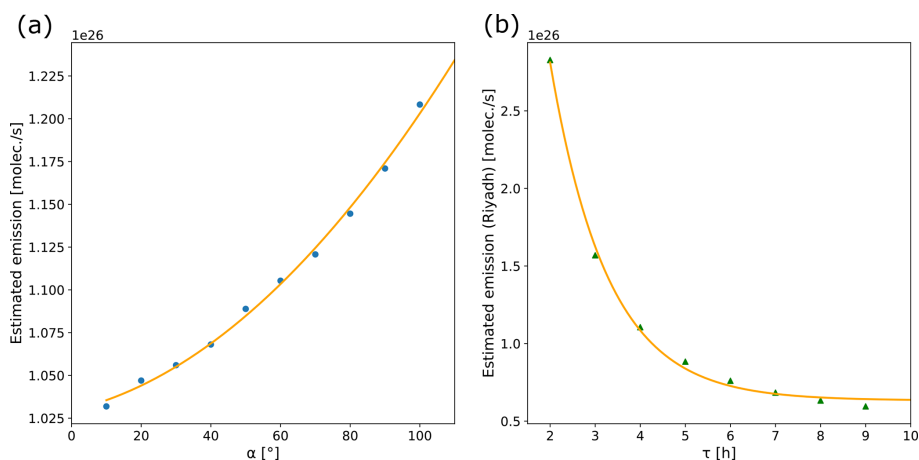 (a)
1e26
Estimated emission [molec./s]
1.225
1.200
1.175
1.150
1.125
1.100
1.075
1.050
1.025
0 20 40 60 80 100
α [°]
(b)
1e26
Estimated emission (Riyadh) [molec./s]
2.5
2.0
1.5
1.0
0.5
2 3 4 5 6 7 8 9 10
τ [h]